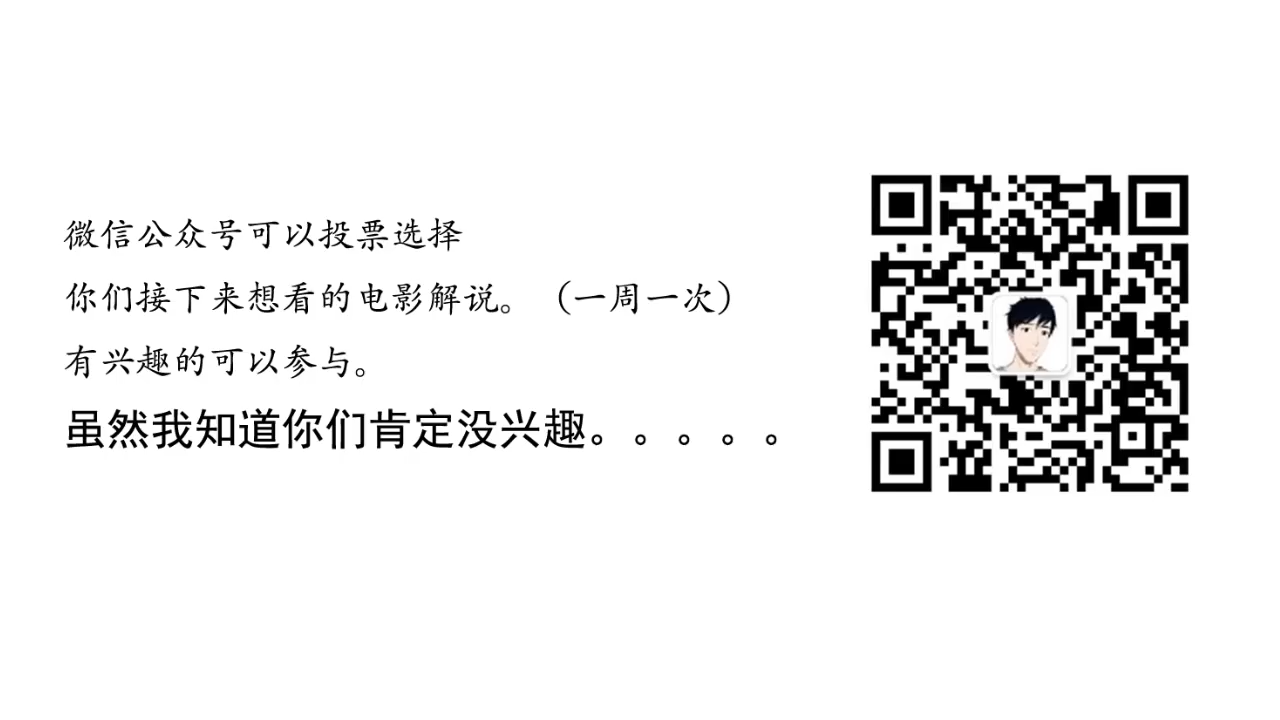 微信公众号可以投票选择
你们接下来想看的电影解说。（一周一次）
有兴趣的可以参与。
虽然我知道你们肯定没兴趣。。。。。